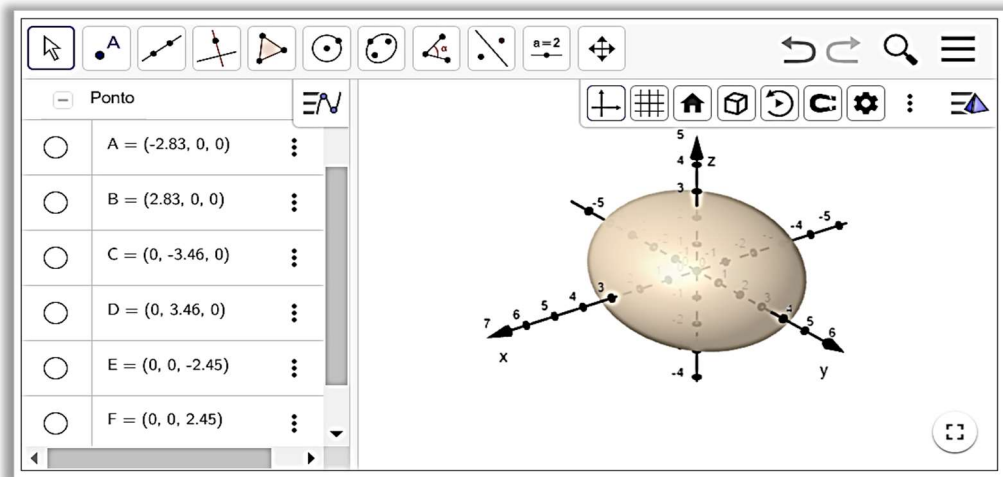 A
α
a=2
Ponto
A = (-2.83, 0, 0)
B = (2.83, 0, 0)
C = (0, -3.46, 0)
D = (0, 3.46, 0)
E = (0, 0, -2.45)
F = (0, 0, 2.45)
5
4 z
3
-5
-4 -5
7 6 5 4 3
x
4 5 6
y
-4